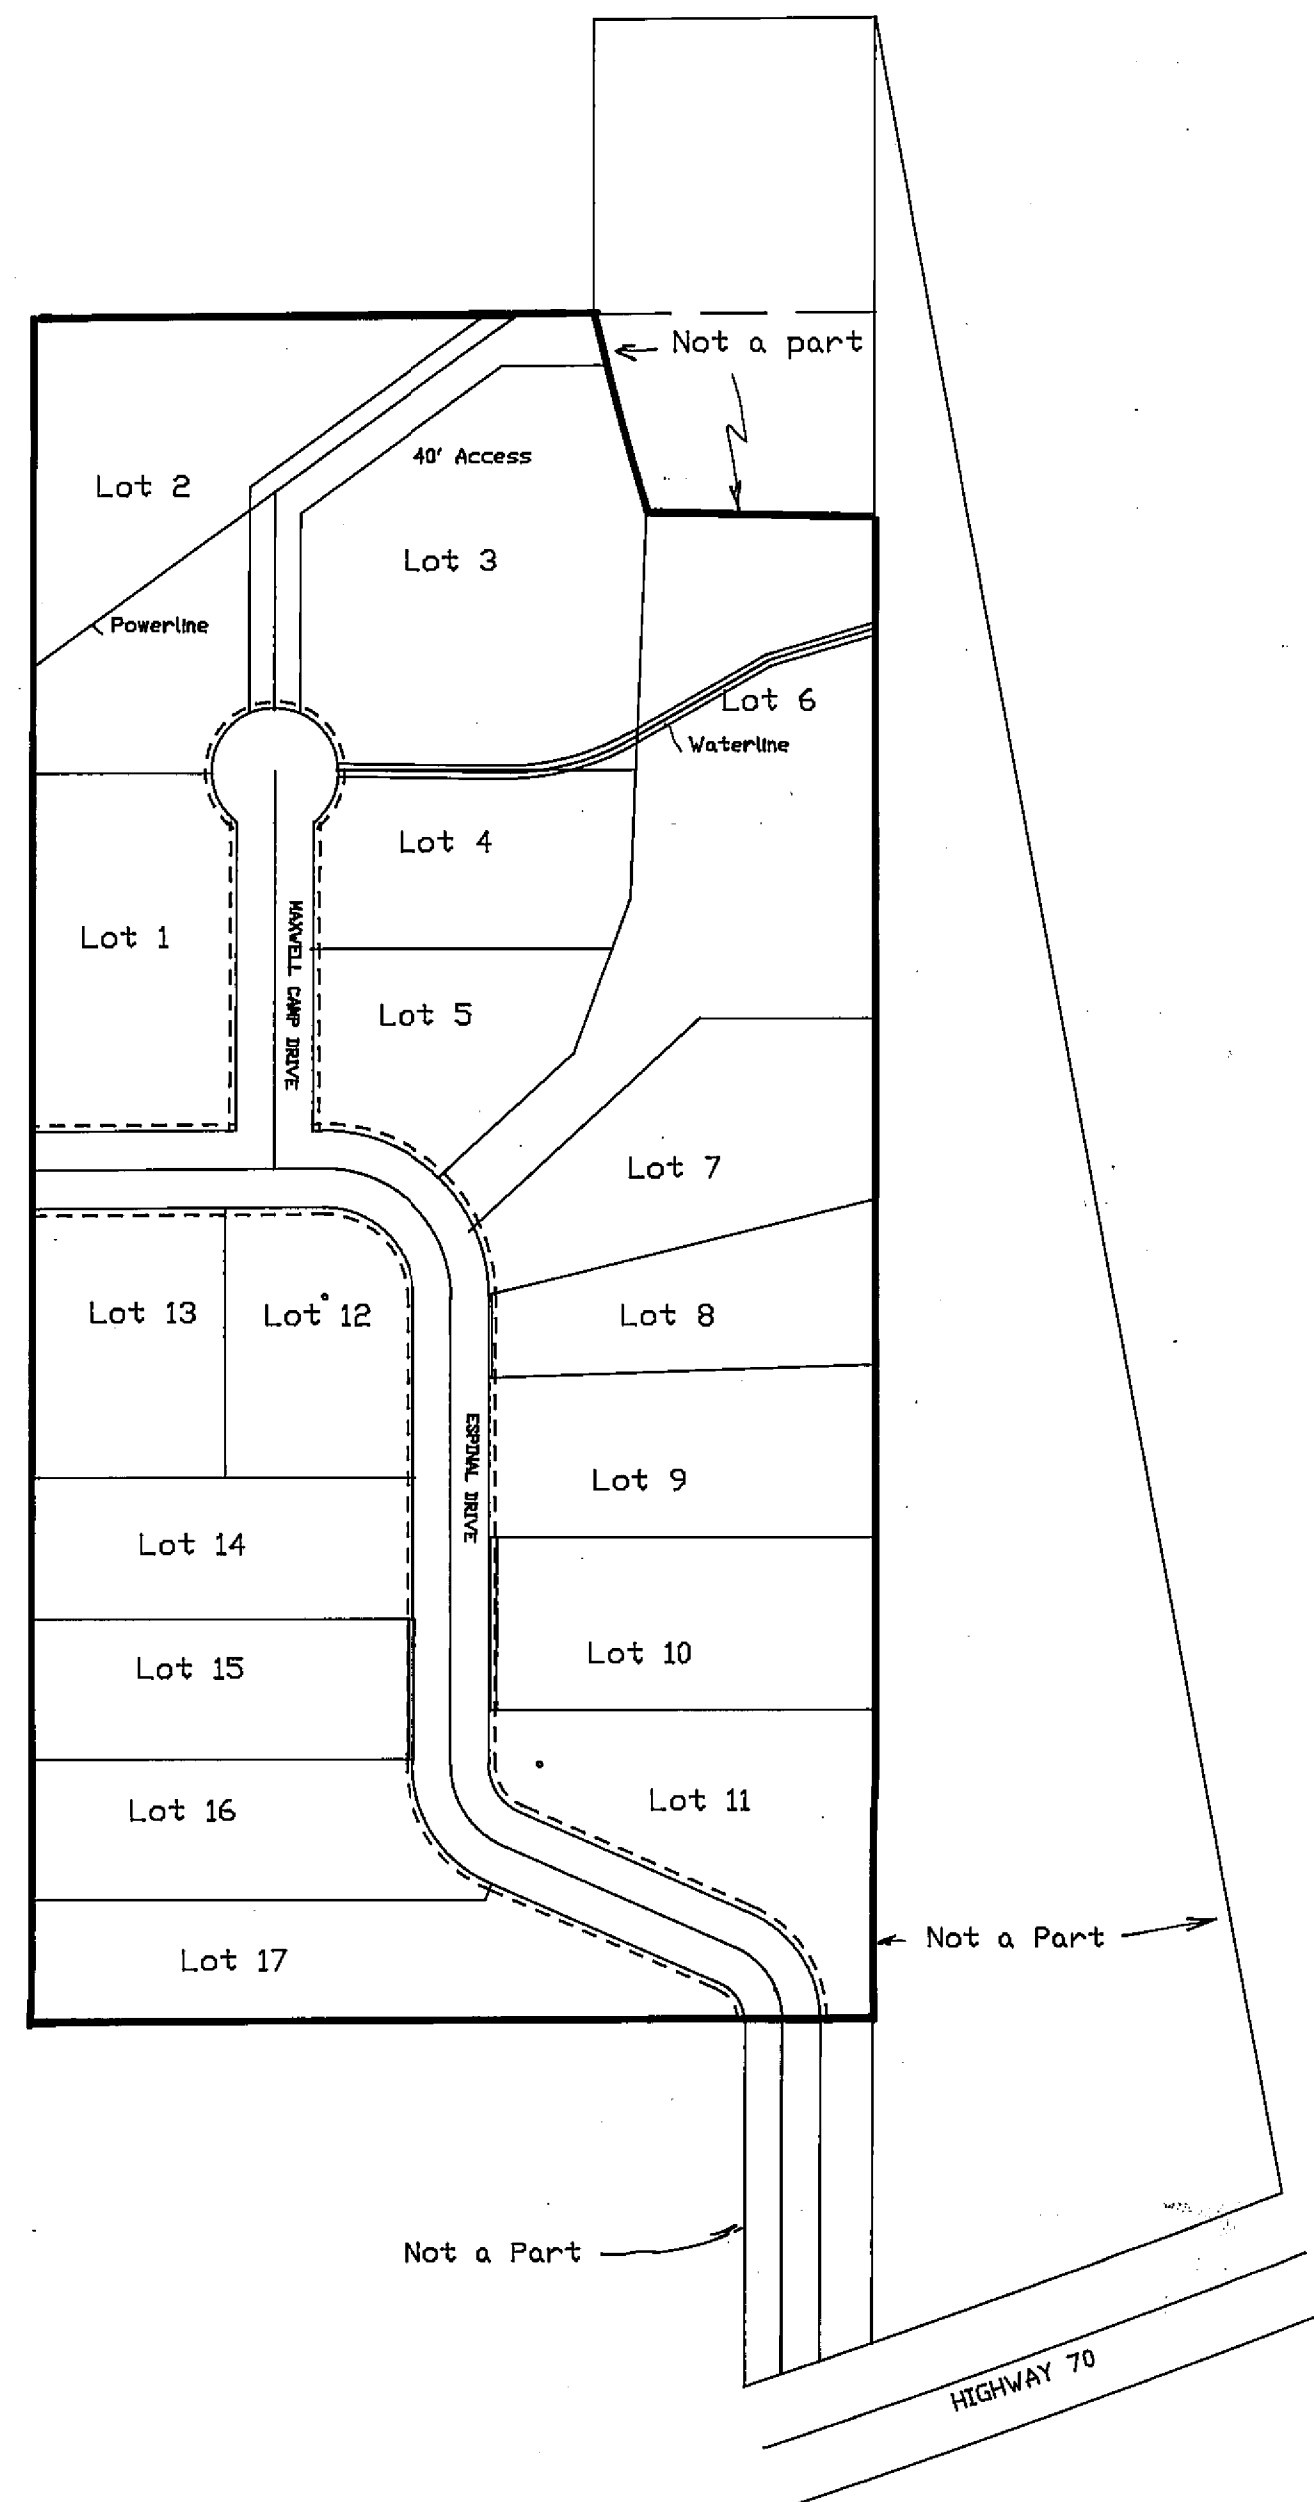 Not a part
40' Access
Lot 2
Lot 3
Powerline
Lot 6
Waterline
Lot 4
MAXWELL CAMP DRIVE
Lot 1
Lot 5
Lot 7
Lot 13
Lot 12
Lot 8
ESPINAL DRIVE
Lot 9
Lot 14
Lot 10
Lot 15
Lot 11
Lot 16
Not a Part
Lot 17
Not a Part
HIGHWAY 70